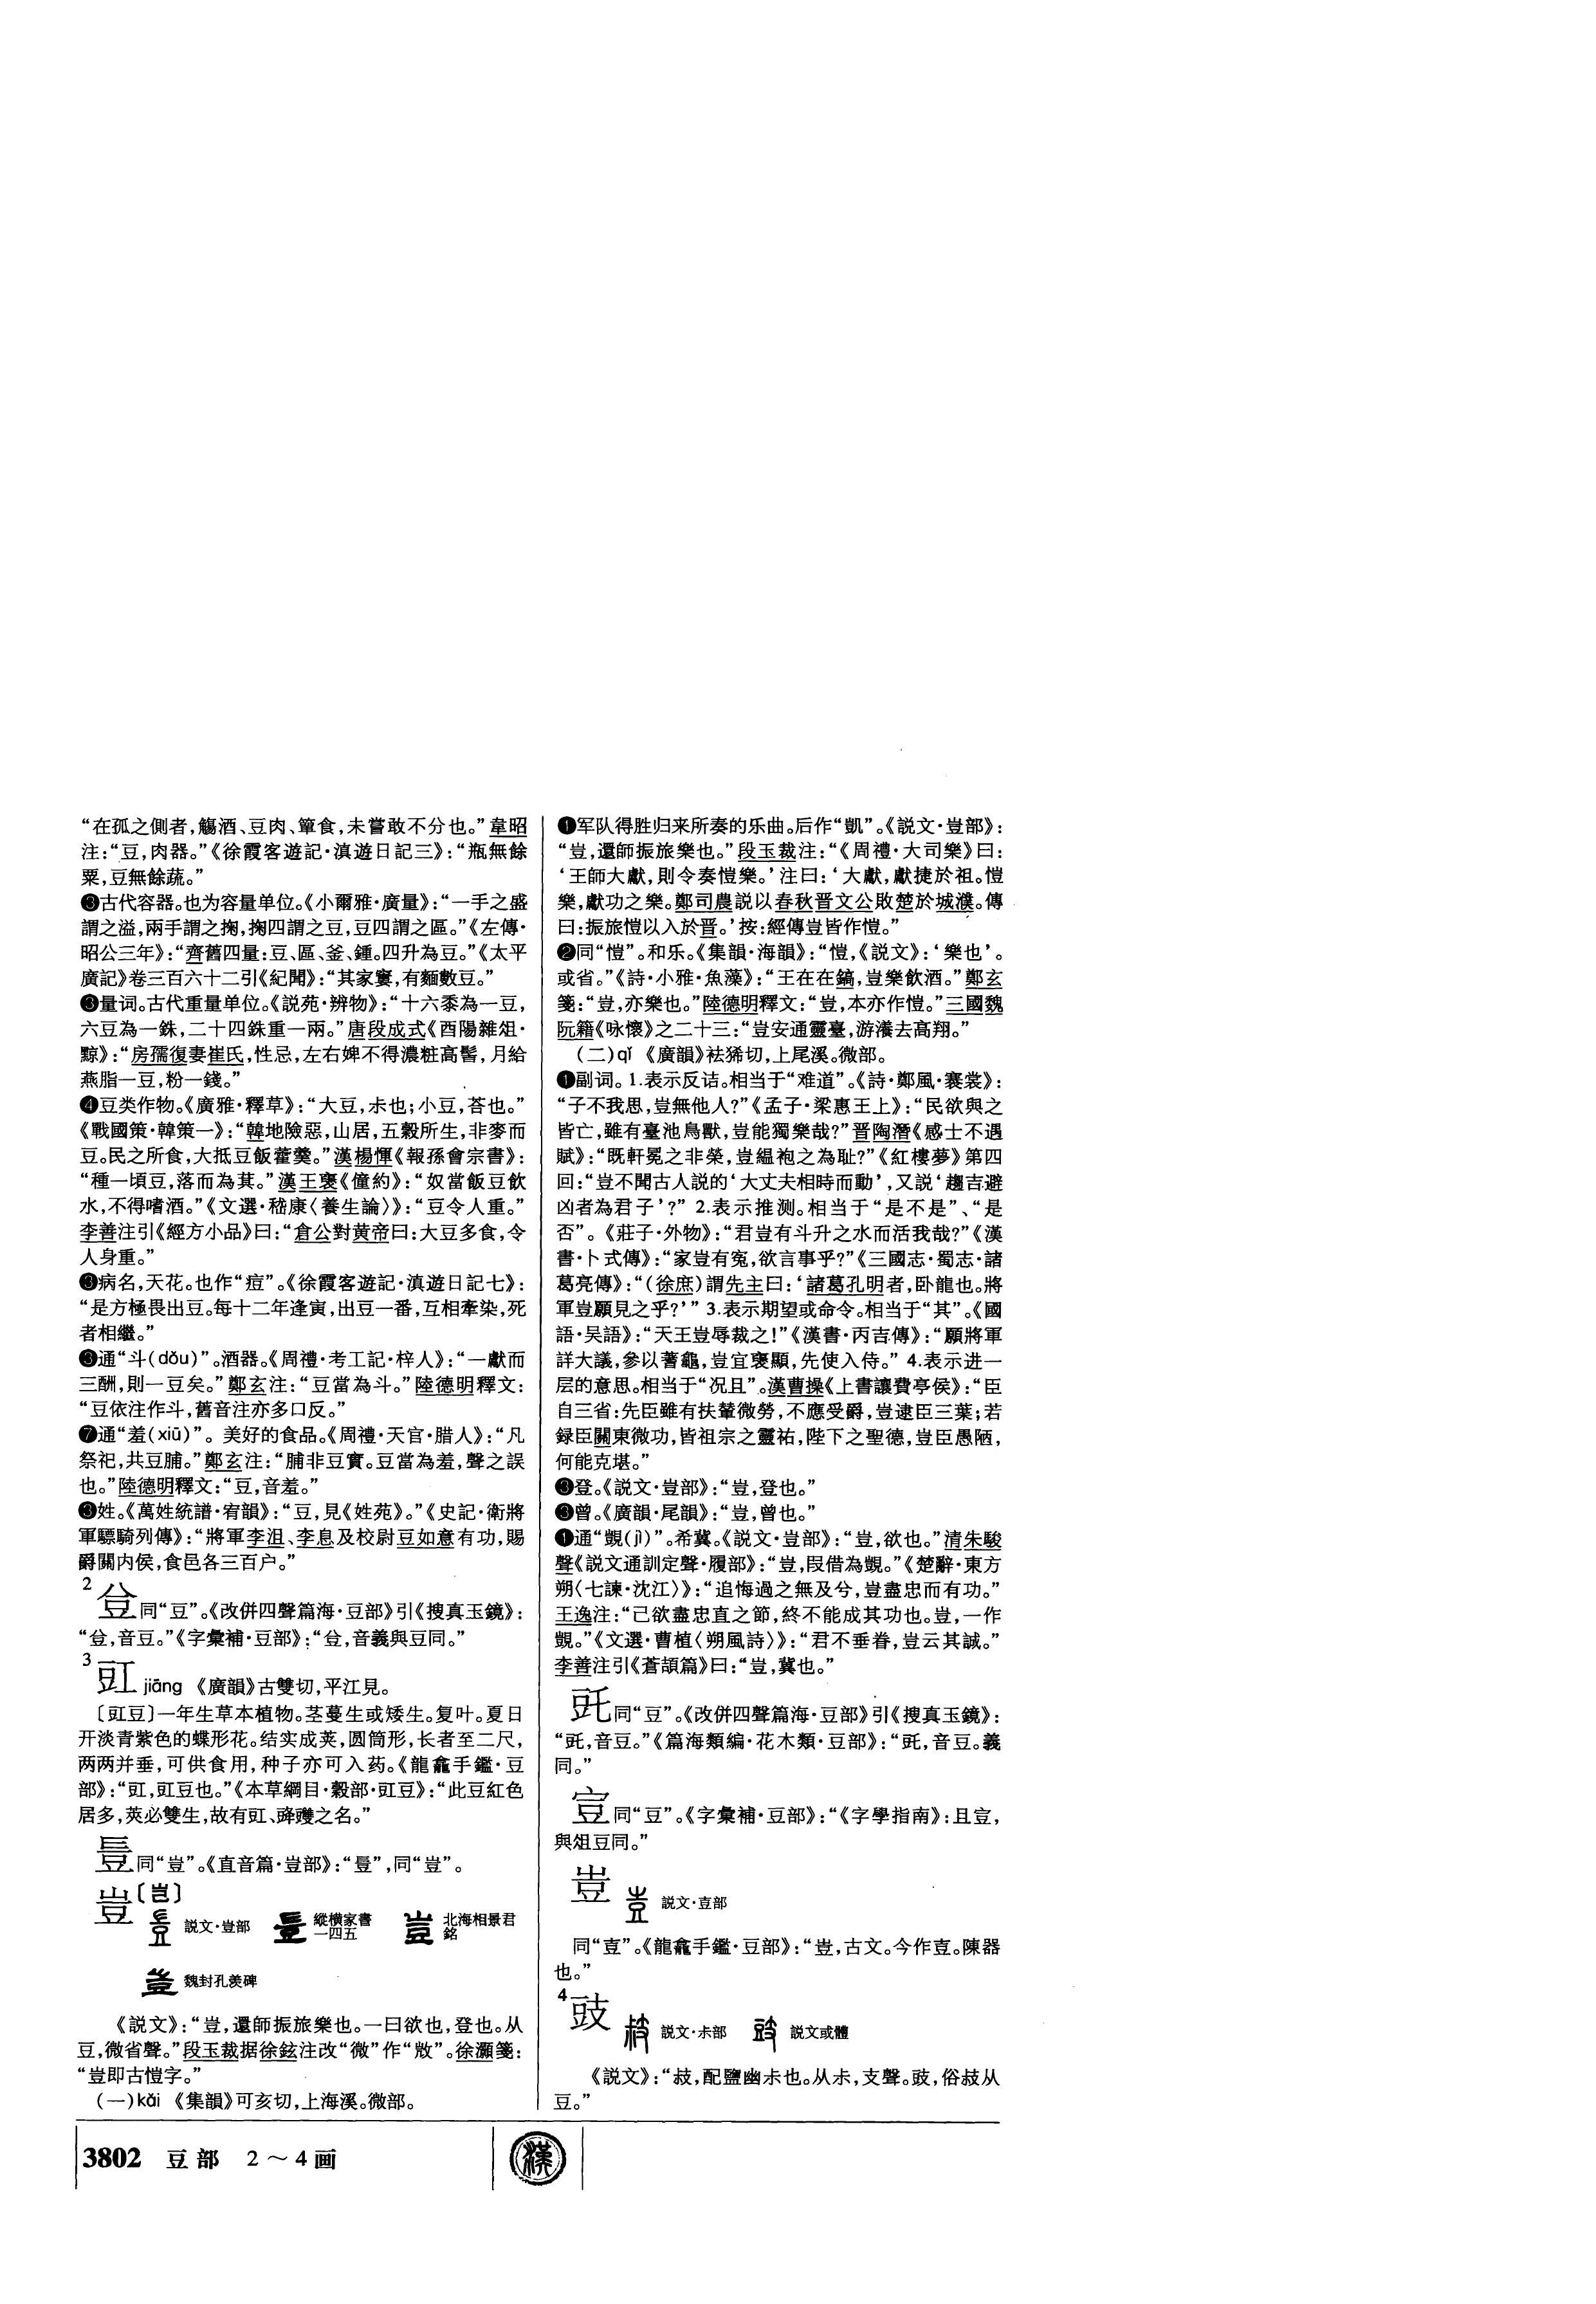 “在孤之側者，觴酒、豆肉、簞食，未嘗敢不分也。”韋昭
注：“豆，肉器。”《徐霞客遊記·滇遊日記三》：“瓶無餘
粟，豆無餘蔬。”
❸古代容器。也为容量单位。《小爾雅·廣量》：“一手之盛
謂之溢，兩手謂之掬，掬四謂之豆，豆四謂之區。”《左傳·
昭公三年》：“齊舊四量：豆、區、釜、鍾。四升為豆。”《太平
廣記》卷三百六十二引《紀聞》：“其家窶，有麵數豆。”
❸量词。古代重量单位。《説苑·辨物》：“十六黍為一豆，
六豆為一銖，二十四銖重一兩。”唐段成式《酉陽雜俎·
黥》：“房孺復妻崔氏，性忌，左右婢不得濃粧高髻，月給
燕脂一豆，粉一錢。”
❹豆类作物。《廣雅·釋草》：“大豆，尗也；小豆，荅也。”
《戰國策·韓策一》：“韓地險惡，山居，五穀所生，非麥而
豆。民之所食，大抵豆飯藿羹。”漢楊惲《報孫會宗書》：
“種一頃豆，落而為萁。”漢王褒《僮約》：“奴當飯豆飲
水，不得嗜酒。”《文選·嵇康〈養生論〉》：“豆令人重。”
李善注引《經方小品》曰：“倉公對黄帝曰：大豆多食，令
人身重。”
❸病名，天花。也作“痘”。《徐霞客遊記·滇遊日記七》：
“是方極畏出豆。每十二年逢寅，出豆一番，互相牽染，死
者相繼。”
❸通“斗(dǒu)”。酒器。《周禮·考工記·梓人》：“一獻而
三酬，則一豆矣。”鄭玄注：“豆當為斗。”陸德明釋文：
“豆依注作斗，舊音注亦多口反。”
❼通“羞(xiū)”。美好的食品。《周禮·天官·腊人》：“凡
祭祀，共豆脯。”鄭玄注：“脯非豆實。豆當為羞，聲之誤
也。”陸德明釋文：“豆，音羞。”
❸姓。《萬姓統譜·宥韻》：“豆，見《姓苑》。”《史記·衛將
軍驃騎列傳》：“將軍李沮、李息及校尉豆如意有功，賜
爵關内侯，食邑各三百户。”
2 㒷同“豆”。《改併四聲篇海·豆部》引《搜真玉鏡》：
“㒷，音豆。”《字彙補·豆部》：“㒷，音義與豆同。”
3 豇 jiāng 《廣韻》古雙切，平江見。
〔豇豆〕一年生草本植物。茎蔓生或矮生。复叶。夏日
开淡青紫色的蝶形花。结实成荚，圆筒形，长者至二尺，
两两并垂，可供食用，种子亦可入药。《龍龕手鑑·豆
部》：“豇，豇豆也。”《本草綱目·穀部·豇豆》：“此豆紅色
居多，莢必雙生，故有豇、䜶䜱之名。”
同“豈”。《直音篇·豈部》：同“豈”。
豈〔岂〕
説文·豈部 縱横家書一四五 北海相景君銘
魏封孔羨碑
《説文》：“豈，還師振旅樂也。一曰欲也，登也。从
豆，微省聲。”段玉裁据徐鉉注改“微”作“𢼸”。徐灝箋：
“豈即古愷字。”
(一)kǎi 《集韻》可亥切，上海溪。微部。
❶军队得胜归来所奏的乐曲。后作“凱”。《説文·豈部》：
“豈，還師振旅樂也。”段玉裁注：“《周禮·大司樂》曰：
‘王師大獻，則令奏愷樂。’注曰：‘大獻，獻捷於祖。愷
樂，獻功之樂。鄭司農説以春秋晋文公敗楚於城濮。傳
曰：振旅愷以入於晋。’按：經傳豈皆作愷。”
❷同“愷”。和乐。《集韻·海韻》：“愷，《説文》：‘樂也’。
或省。”《詩·小雅·魚藻》：“王在在鎬，豈樂飲酒。”鄭玄
箋：“豈，亦樂也。”陸德明釋文：“豈，本亦作愷。”三國魏
阮籍《咏懷》之二十三：“豈安通靈臺，游瀁去高翔。”
(二)qǐ 《廣韻》袪狶切，上尾溪。微部。
❶副词。1.表示反诘。相当于“难道”。《詩·鄭風·褰裳》：
“子不我思，豈無他人？”《孟子·梁惠王上》：“民欲與之
皆亡，雖有臺池鳥獸，豈能獨樂哉？”晋陶潛《感士不遇
賦》：“既軒冕之非榮，豈緼袍之為耻？”《紅樓夢》第四
回：“豈不聞古人説的‘大丈夫相時而動’，又説‘趨吉避
凶者為君子’？”2.表示推测。相当于“是不是”、“是
否”。《莊子·外物》：“君豈有斗升之水而活我哉？”《漢
書·卜式傳》：“家豈有寃，欲言事乎？”《三國志·蜀志·諸
葛亮傳》：“(徐庶)謂先主曰：‘諸葛孔明者，卧龍也。將
軍豈願見之乎？’”3.表示期望或命令。相当于“其”。《國
語·吴語》：“天王豈辱裁之！”《漢書·丙吉傳》：“願將軍
詳大議，參以蓍龜，豈宜褒顯，先使入侍。”4.表示进一
层的意思。相当于“况且”。漢曹操《上書讓費亭侯》：“臣
自三省：先臣雖有扶輦微勞，不應受爵，豈逮臣三葉；若
録臣關東微功，皆祖宗之靈祐，陛下之聖德，豈臣愚陋，
何能克堪。”
❸登。《説文·豈部》：“豈，登也。”
❸曾。《廣韻·尾韻》：“豈，曾也。”
❶通“覬(jì)”。希冀。《説文·豈部》：“豈，欲也。”清朱駿
聲《説文通訓定聲·履部》：“豈，叚借為覬。”《楚辭·東方
朔〈七諫·沈江〉》：“追悔過之無及兮，豈盡忠而有功。”
王逸注：“己欲盡忠直之節，終不能成其功也。豈，一作
覬。”《文選·曹植〈朔風詩〉》：“君不垂眷，豈云其誠。”
李善注引《蒼頡篇》曰：“豈，冀也。”
同“豆”。《改併四聲篇海·豆部》引《搜真玉鏡》：
音豆。”《篇海類編·花木類·豆部》：音豆。義
同。”
同“豆”。《字彙補·豆部》：“《字學指南》：且
與俎豆同。”
説文·壴部
同“壴”。《龍龕手鑑·豆部》：古文。今作壴。陳器
也。”
4 豉 説文·尗部 説文或體
《説文》：“𢻃，配鹽幽尗也。从尗，支聲。豉，俗𢻃从
豆。”
3802 豆部 2～4画
漢